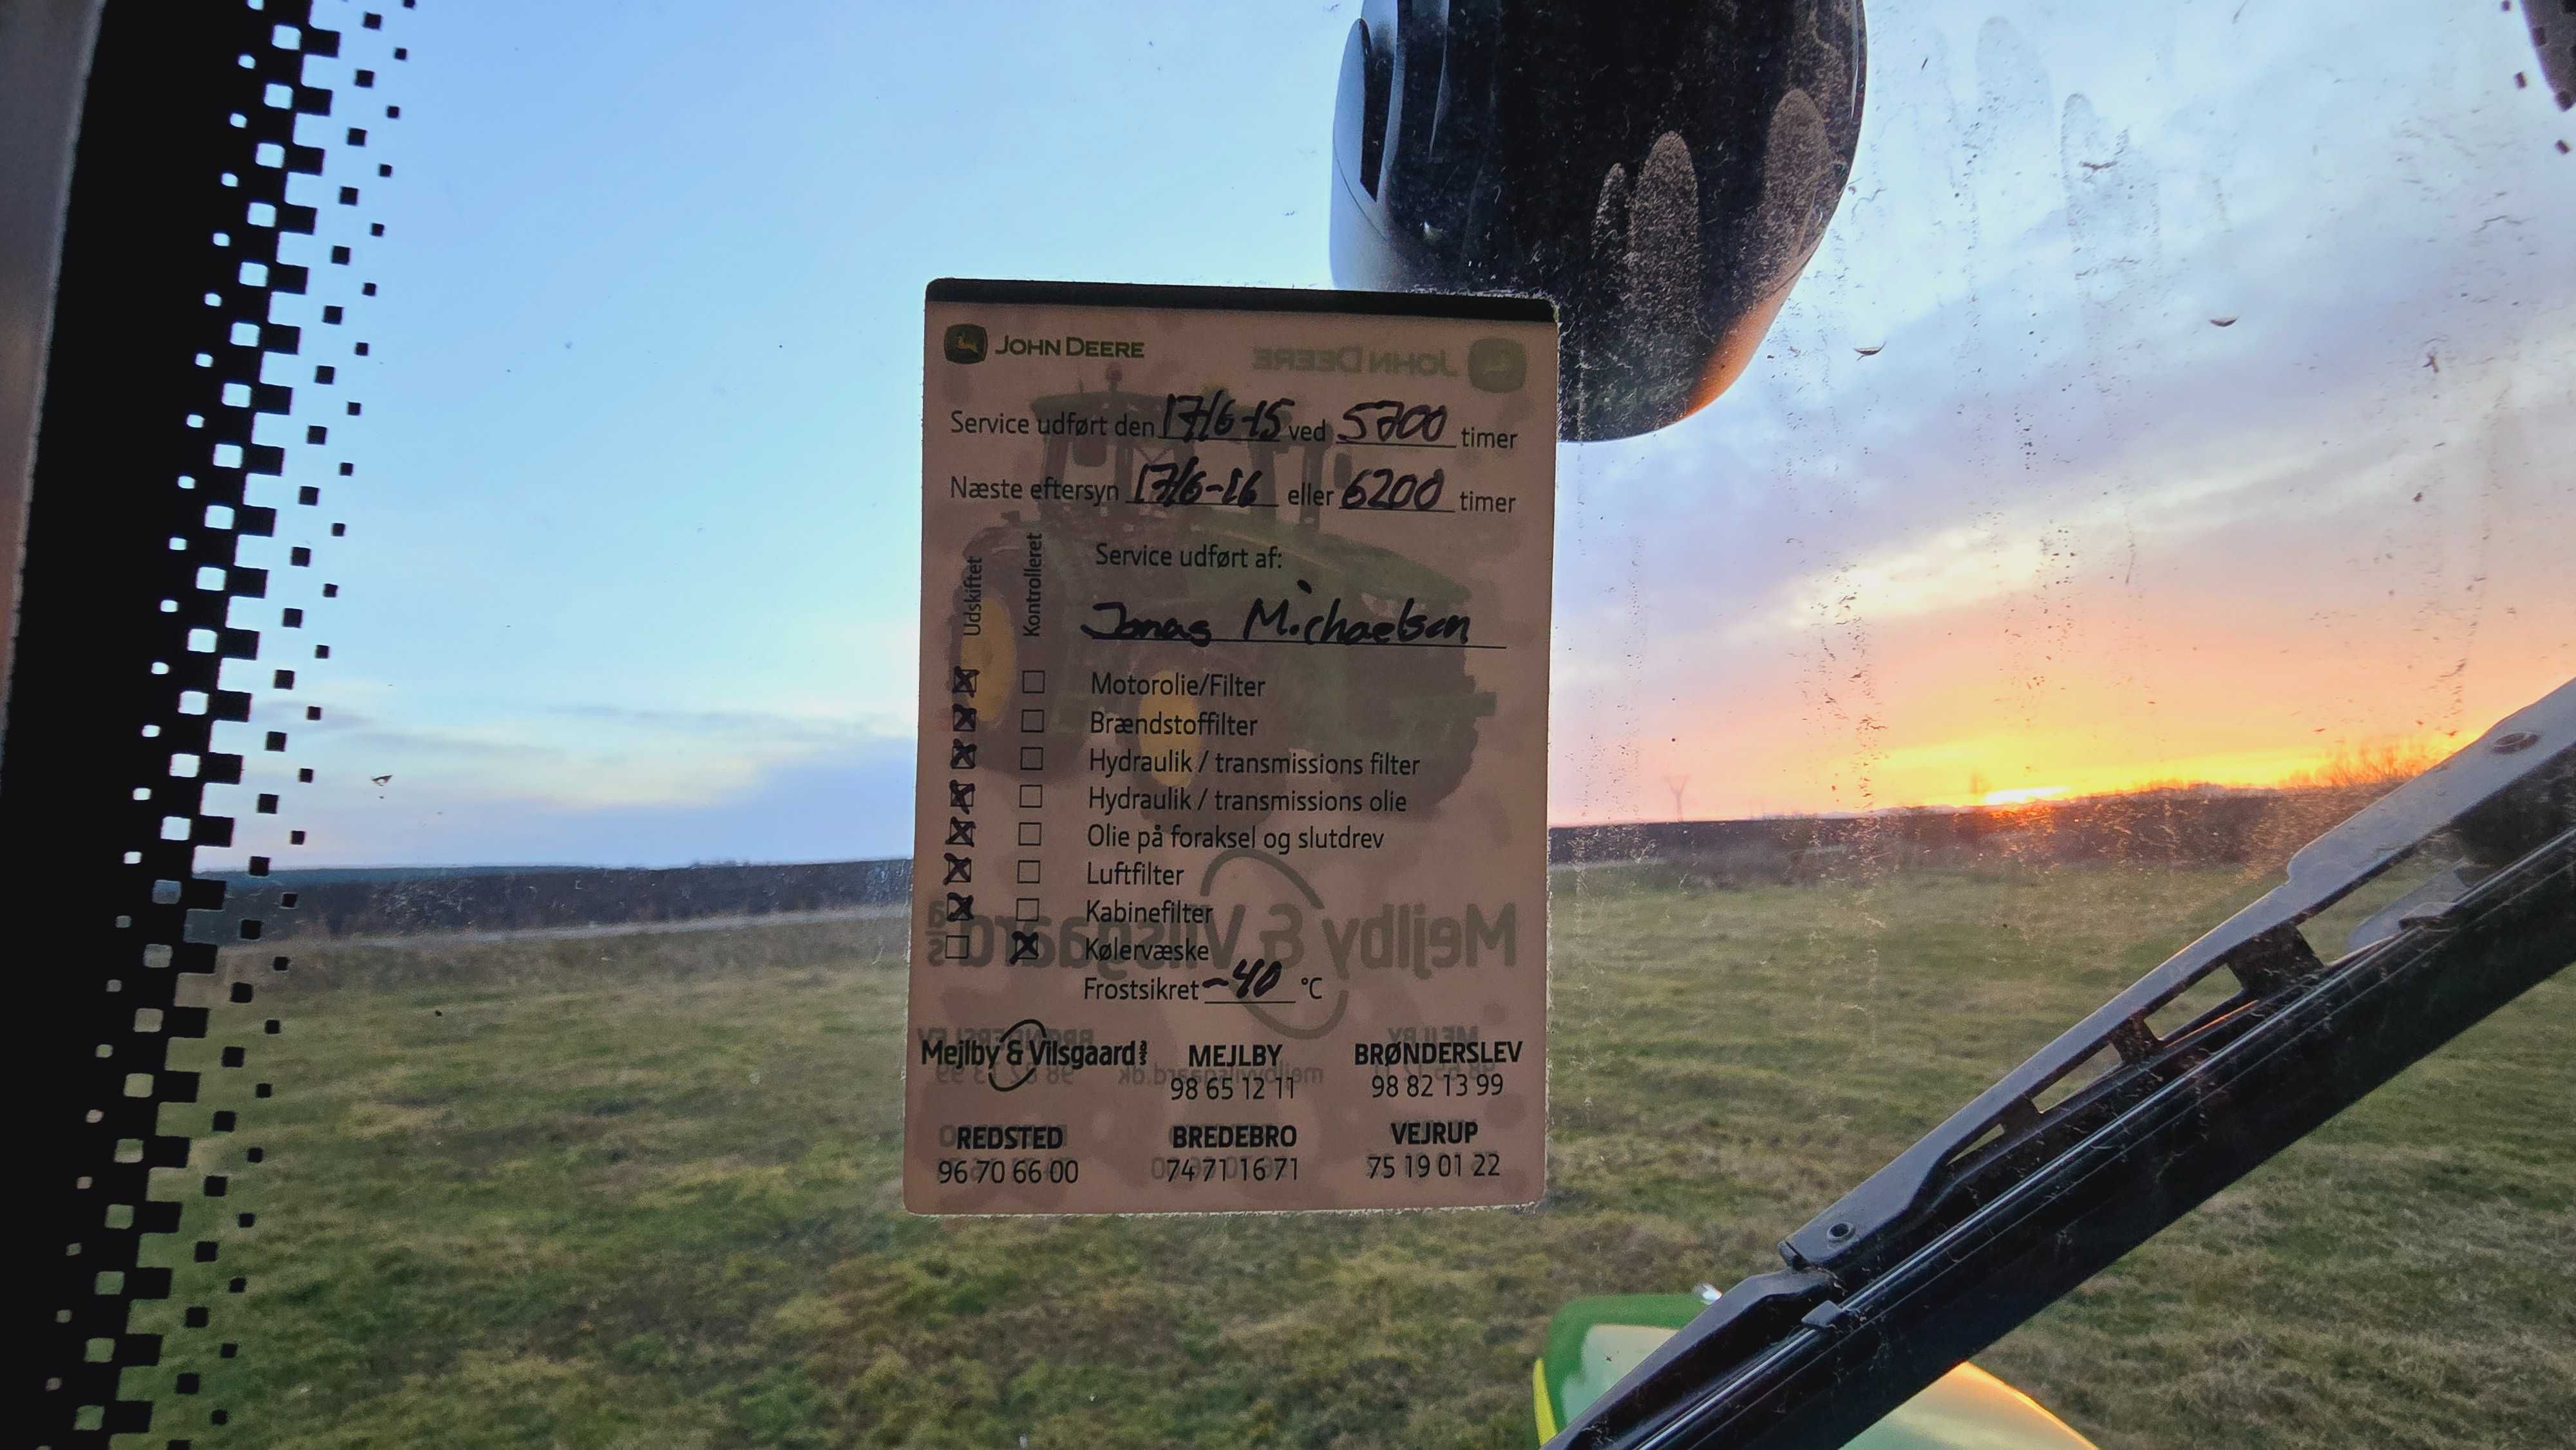 JOHN DEERE
Service udført den 17/6-15 ved 5700 timer
Næste eftersyn 17/6-16 eller 6200 timer
Udskiftet
Kontrolleret
Service udført af:
Jonas Michaelsen
Motorolie/Filter
Brændstoffilter
Hydraulik / transmissions filter
Hydraulik / transmissions olie
Olie på foraksel og slutdrev
Luftfilter
Kabinefilter
Kølervæske
Frostsikret -40 °C
Mejlby & Vilsgaard a/s
MEJLBY
98 65 12 11
BRØNDERSLEV
98 82 13 99
REDSTED
96 70 66 00
BREDEBRO
74 71 16 71
VEJRUP
75 19 01 22